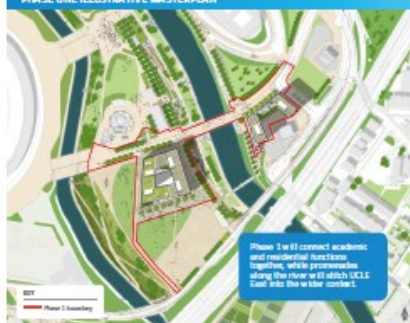 PHASE ONE ILLUSTRATIVE MASTERPLAN
Phase 1 will connect academic
and residential functions
together, while promenades
along the river will stitch UCLE
East into the wider context.
KEY
Phase 1 boundary